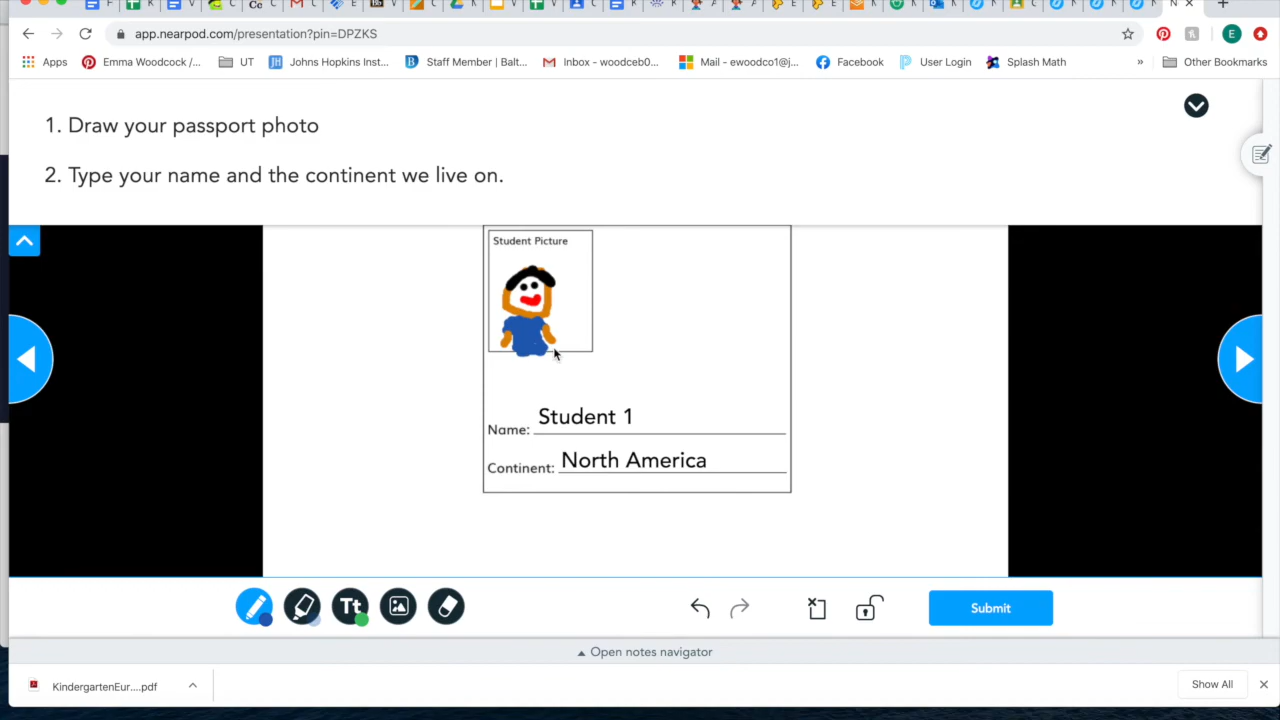 app.nearpod.com/presentation?pin=DPZKS
Apps Emma Woodcock /... UT Johns Hopkins Inst... Staff Member | Balt... Inbox - woodceb0... Mail - ewoodco1@j... Facebook User Login Splash Math » Other Bookmarks
1. Draw your passport photo
2. Type your name and the continent we live on.
Student Picture
Name: Student 1
Continent: North America
Tt
Submit
Open notes navigator
KindergartenEur....pdf
Show All